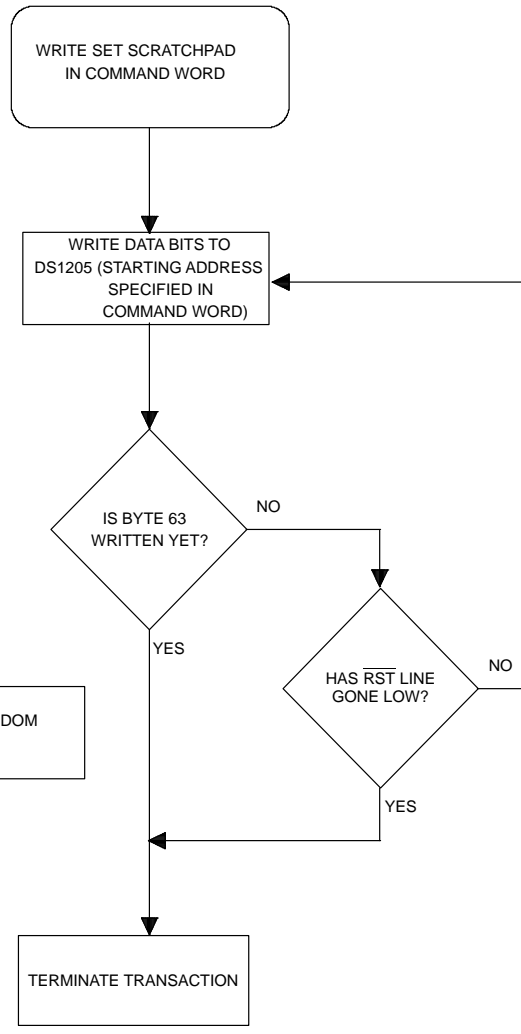 WRITE SET SCRATCHPAD
IN COMMAND WORD
WRITE DATA BITS TO
DS1205 (STARTING ADDRESS
SPECIFIED IN
COMMAND WORD)
IS BYTE 63
WRITTEN YET?
NO
YES
HAS RST LINE
GONE LOW?
NO
YES
DOM
TERMINATE TRANSACTION